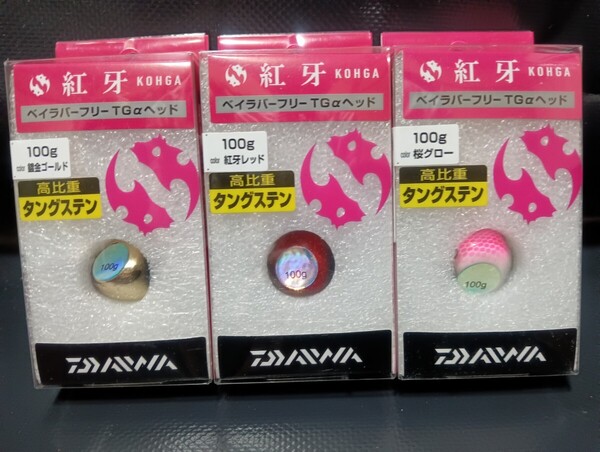 紅牙 KOHGA
ベイラバーフリーTGαヘッド
100g
color 鍍金ゴールド
高比重
タングステン
100g
DAIWA
紅牙 KOHGA
ベイラバーフリーTGαヘッド
100g
color 紅牙レッド
高比重
タングステン
100g
DAIWA
紅牙 KOHGA
ベイラバーフリーTGαヘッド
100g
color 桜グロー
高比重
タングステン
100g
DAIWA